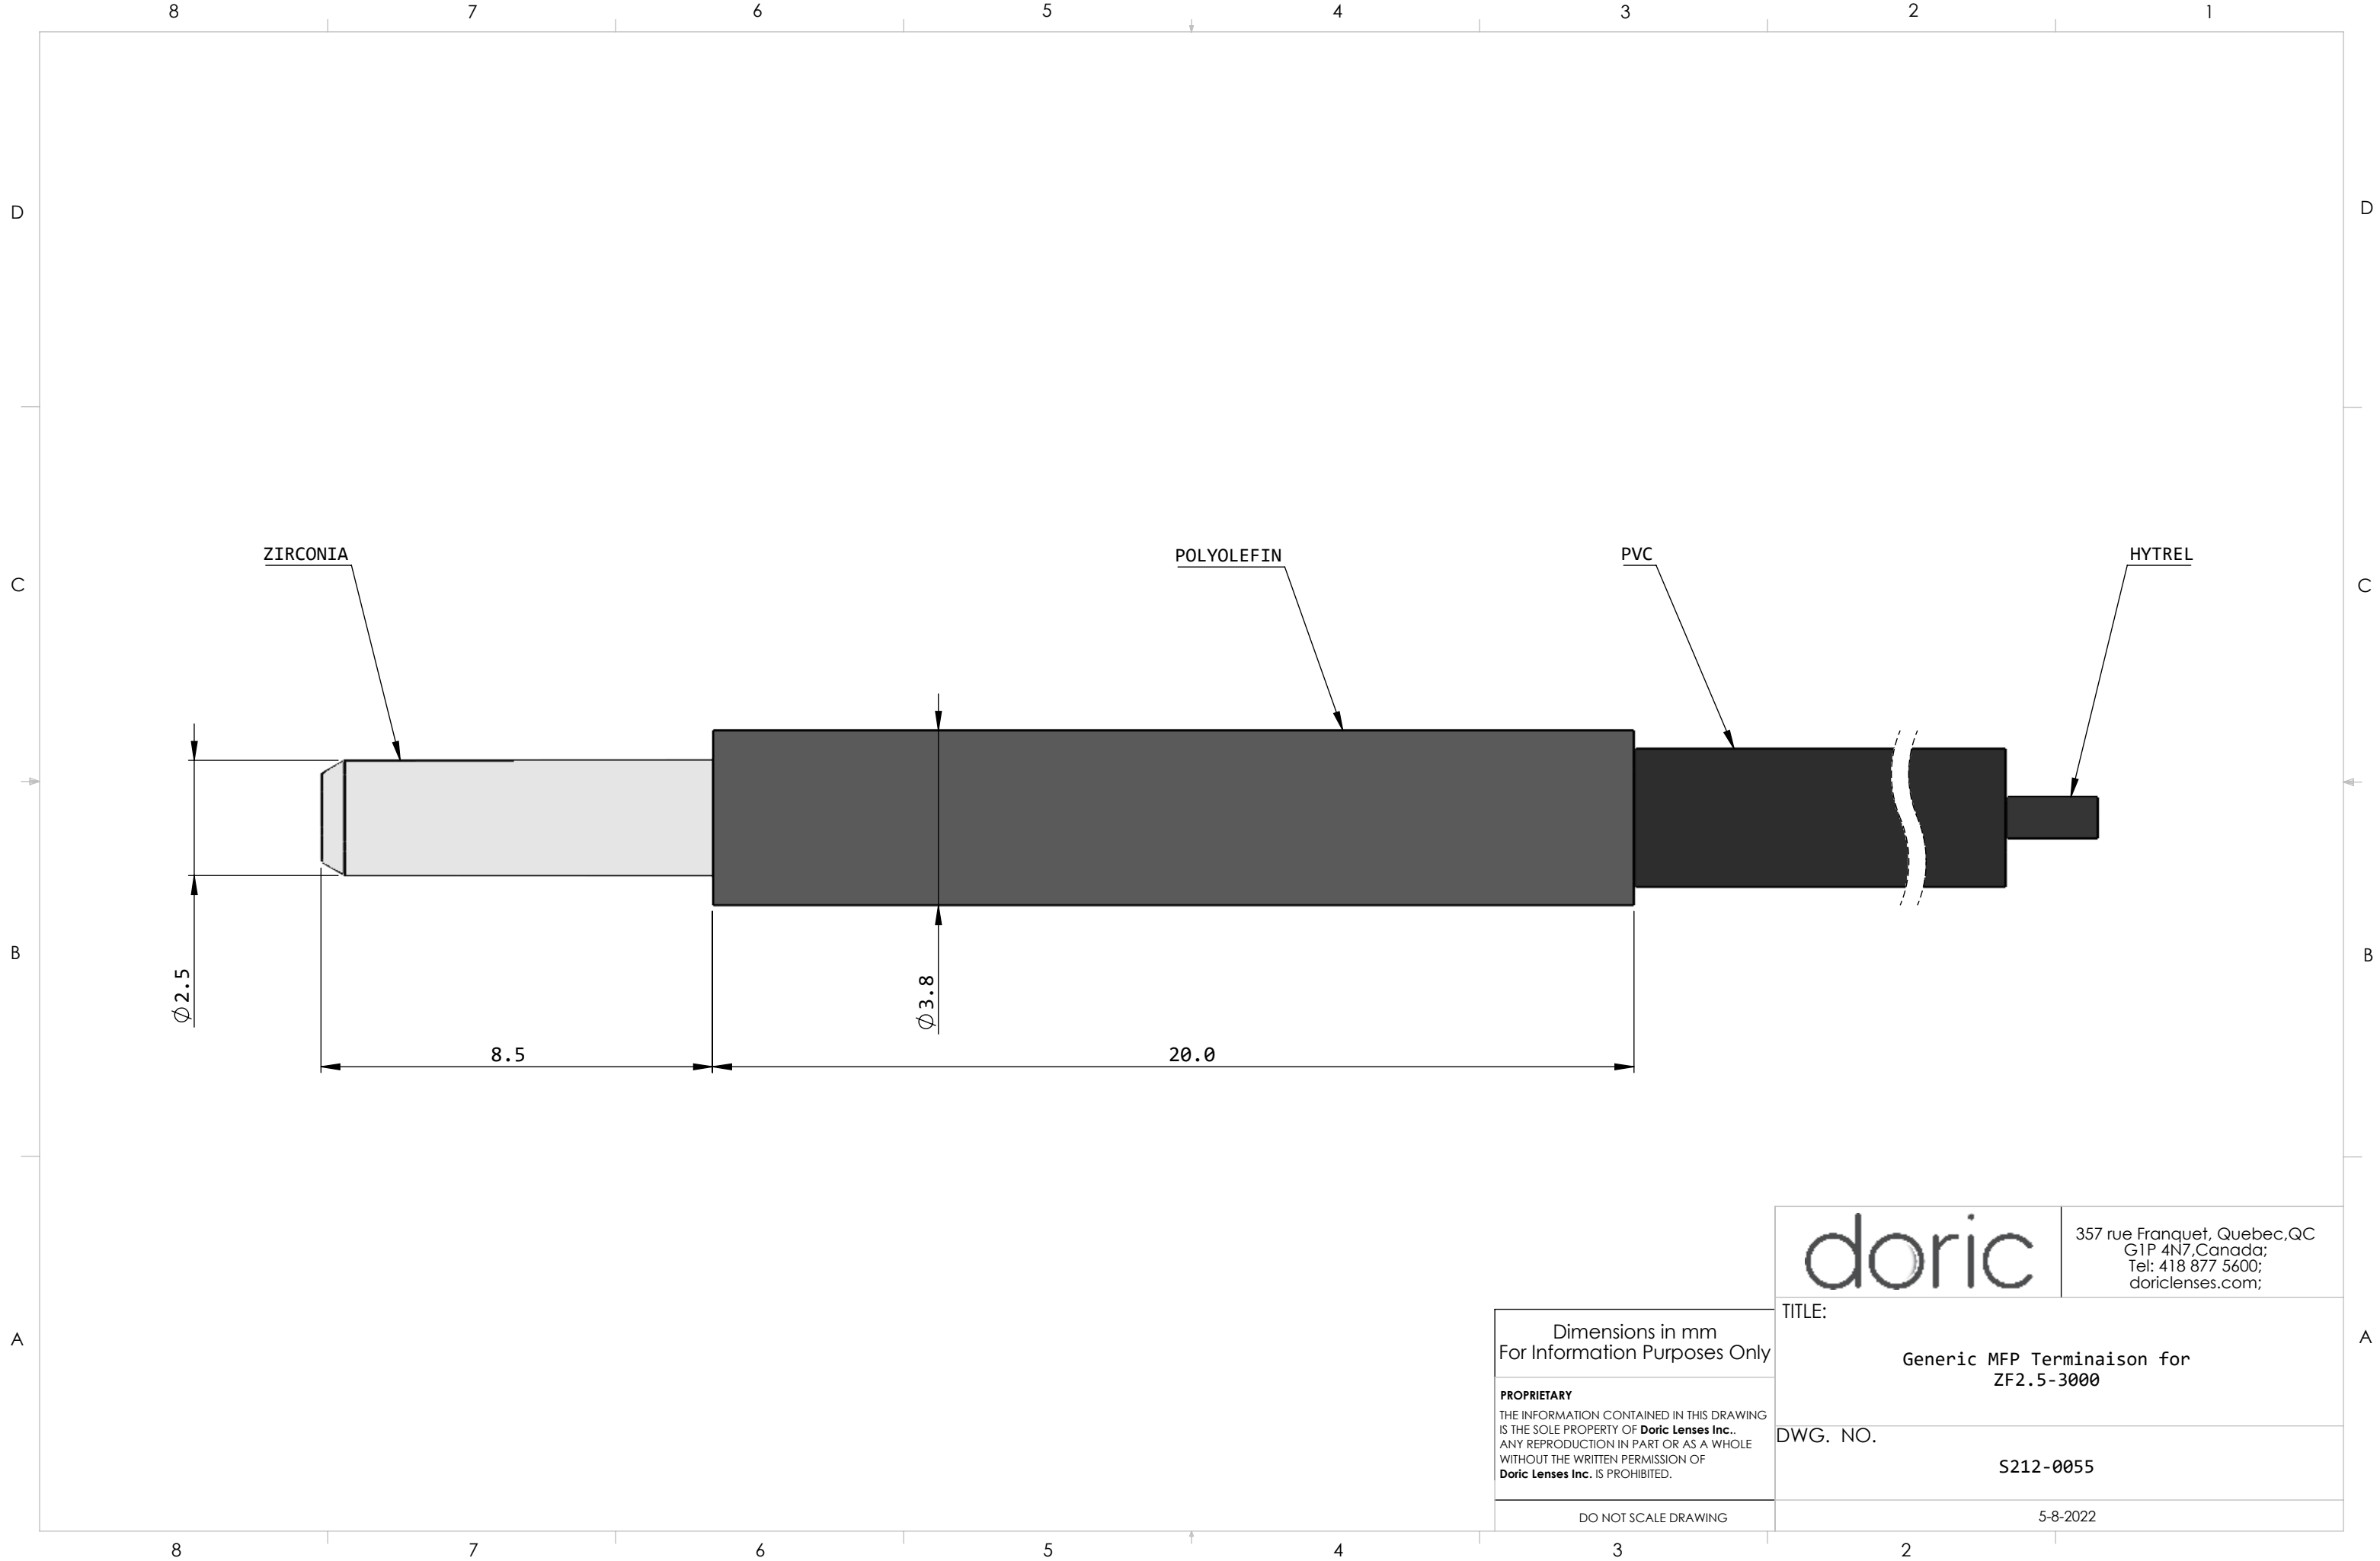 8 7 6 5 4 3 2 1
D D
ZIRCONIA POLYOLEFIN PVC HYTREL
C C
B B
∅2.5 ∅3.8
8.5 20.0
doric
357 rue Franquet, Quebec,QC
G1P 4N7,Canada;
Tel: 418 877 5600;
doriclenses.com;
Dimensions in mm
For Information Purposes Only
TITLE:
Generic MFP Terminaison for
ZF2.5-3000
A A
PROPRIETARY
THE INFORMATION CONTAINED IN THIS DRAWING
IS THE SOLE PROPERTY OF Doric Lenses Inc..
ANY REPRODUCTION IN PART OR AS A WHOLE
WITHOUT THE WRITTEN PERMISSION OF
Doric Lenses Inc. IS PROHIBITED.
DWG. NO.
S212-0055
DO NOT SCALE DRAWING
5-8-2022
8 7 6 5 4 3 2